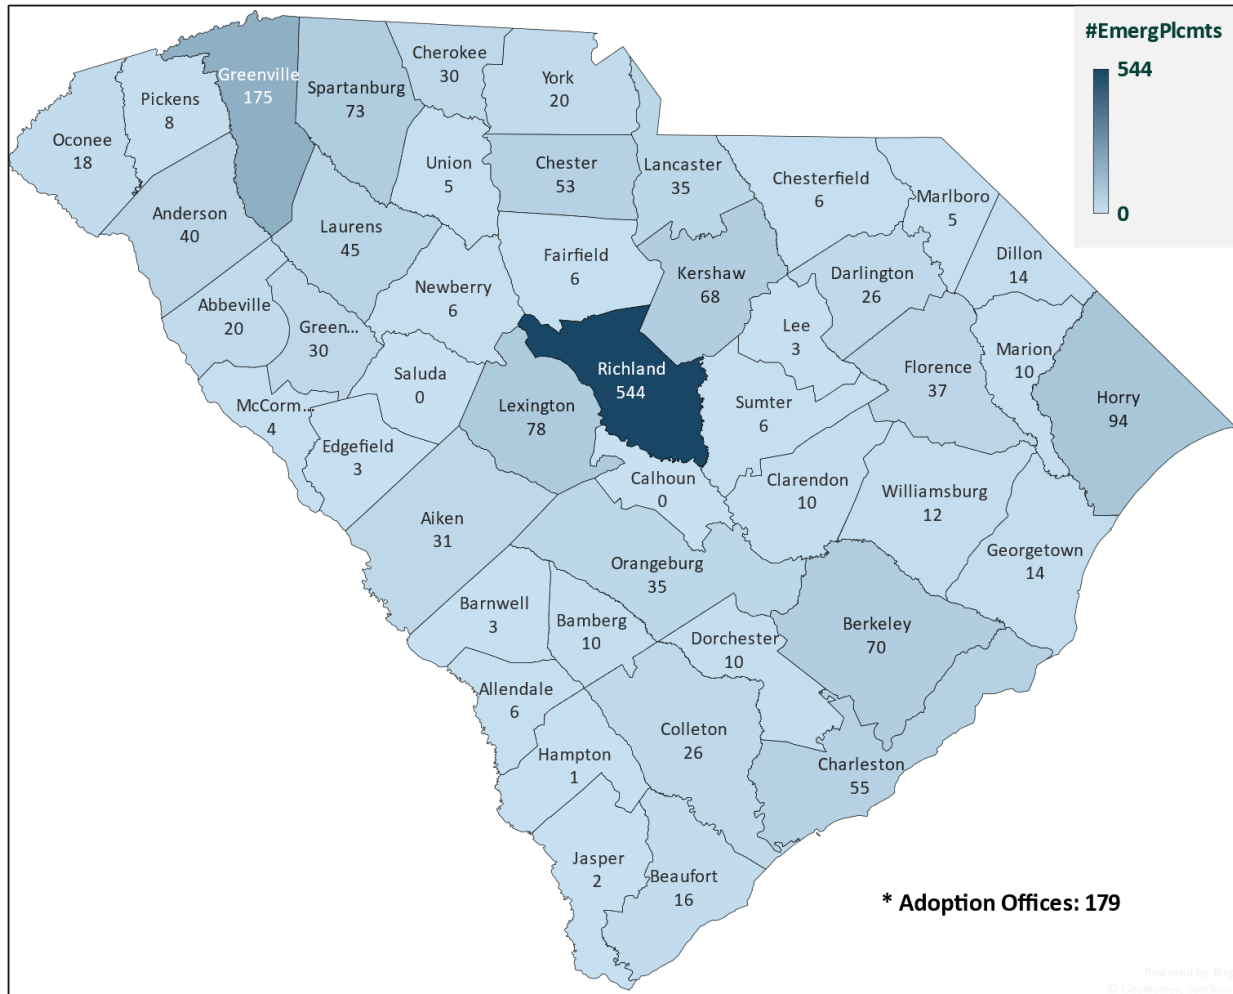 #EmergPlcmts
544
0
Cherokee
30
York
20
Greenville
175
Spartanburg
73
Pickens
8
Oconee
18
Union
5
Chester
53
Lancaster
35
Chesterfield
6
Marlboro
5
Anderson
40
Laurens
45
Fairfield
6
Kershaw
68
Darlington
26
Dillon
14
Newberry
6
Abbeville
20
Green...
30
Lee
3
Marion
10
Richland
544
Saluda
0
Florence
37
Horry
94
McCorm...
4
Lexington
78
Sumter
6
Edgefield
3
Calhoun
0
Clarendon
10
Williamsburg
12
Aiken
31
Orangeburg
35
Georgetown
14
Barnwell
3
Bamberg
10
Dorchester
10
Berkeley
70
Allendale
6
Colleton
26
Hampton
1
Charleston
55
Jasper
2
Beaufort
16
* Adoption Offices: 179
Powered by Bing
© GeoNames, TomTom